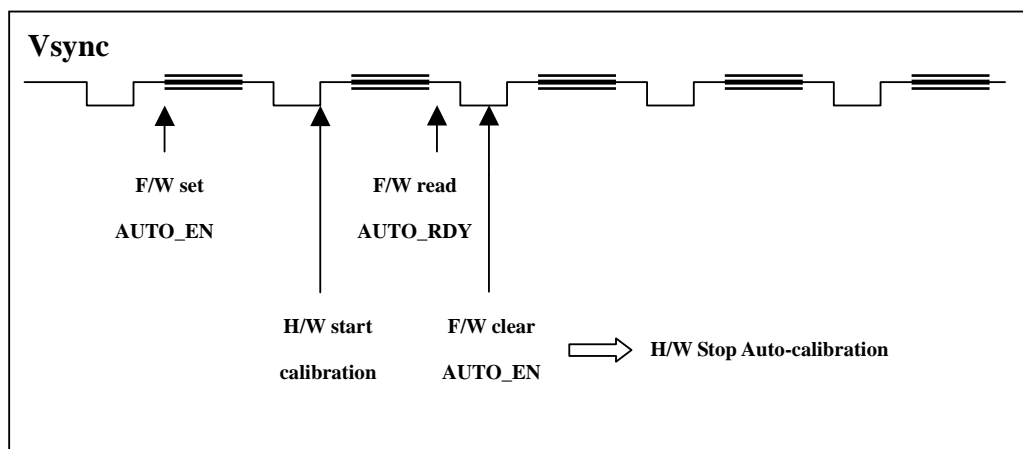 Vsync
F/W set
AUTO_EN
F/W read
AUTO_RDY
H/W start
calibration
F/W clear
AUTO_EN
H/W Stop Auto-calibration